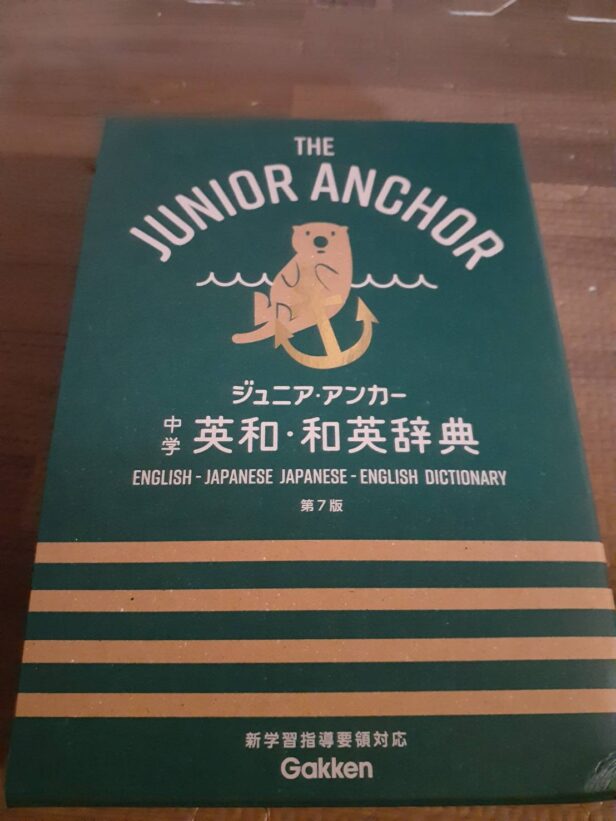 THE
JUNIOR ANCHOR
ジュニア・アンカー
中学 英和・和英辞典
ENGLISH - JAPANESE JAPANESE - ENGLISH DICTIONARY
第7版
新学習指導要領対応
Gakken